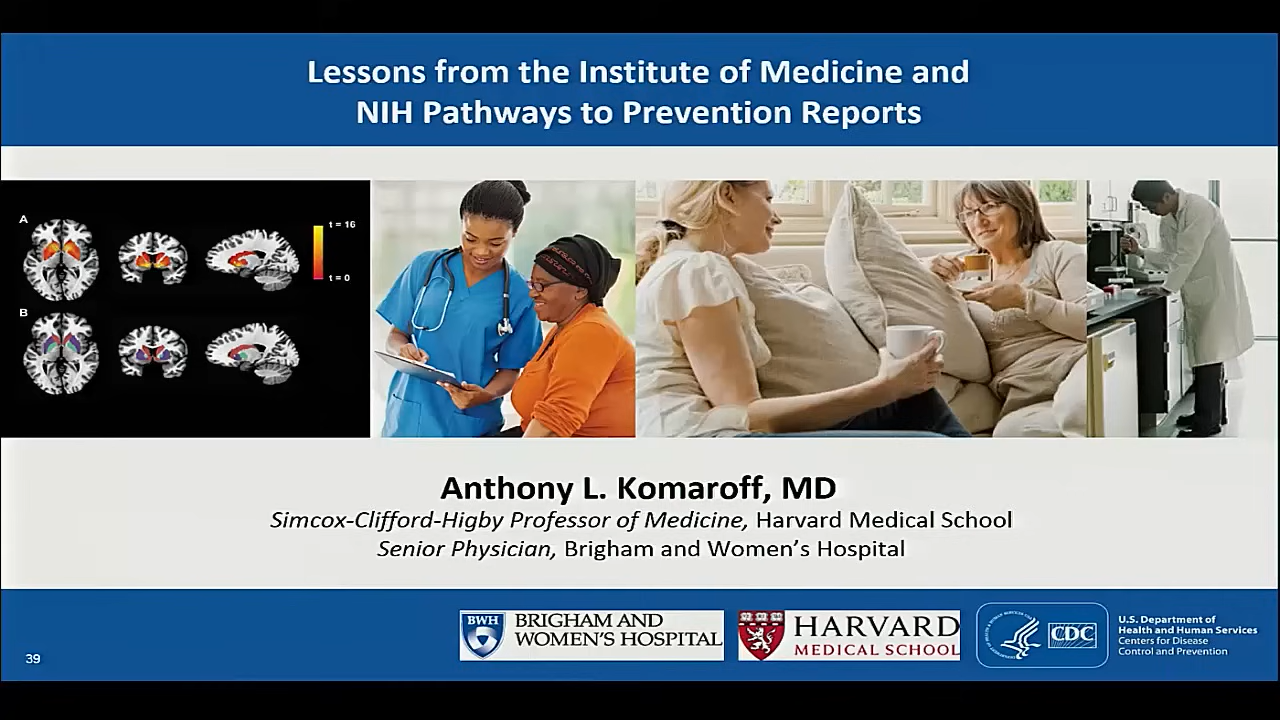 Lessons from the Institute of Medicine and
NIH Pathways to Prevention Reports
A
t = 16
t = 0
B
Anthony L. Komaroff, MD
Simcox-Clifford-Higby Professor of Medicine, Harvard Medical School
Senior Physician, Brigham and Women's Hospital
39
BWH
BRIGHAM AND
WOMEN'S HOSPITAL
HARVARD
MEDICAL SCHOOL
CDC
U.S. Department of
Health and Human Services
Centers for Disease
Control and Prevention